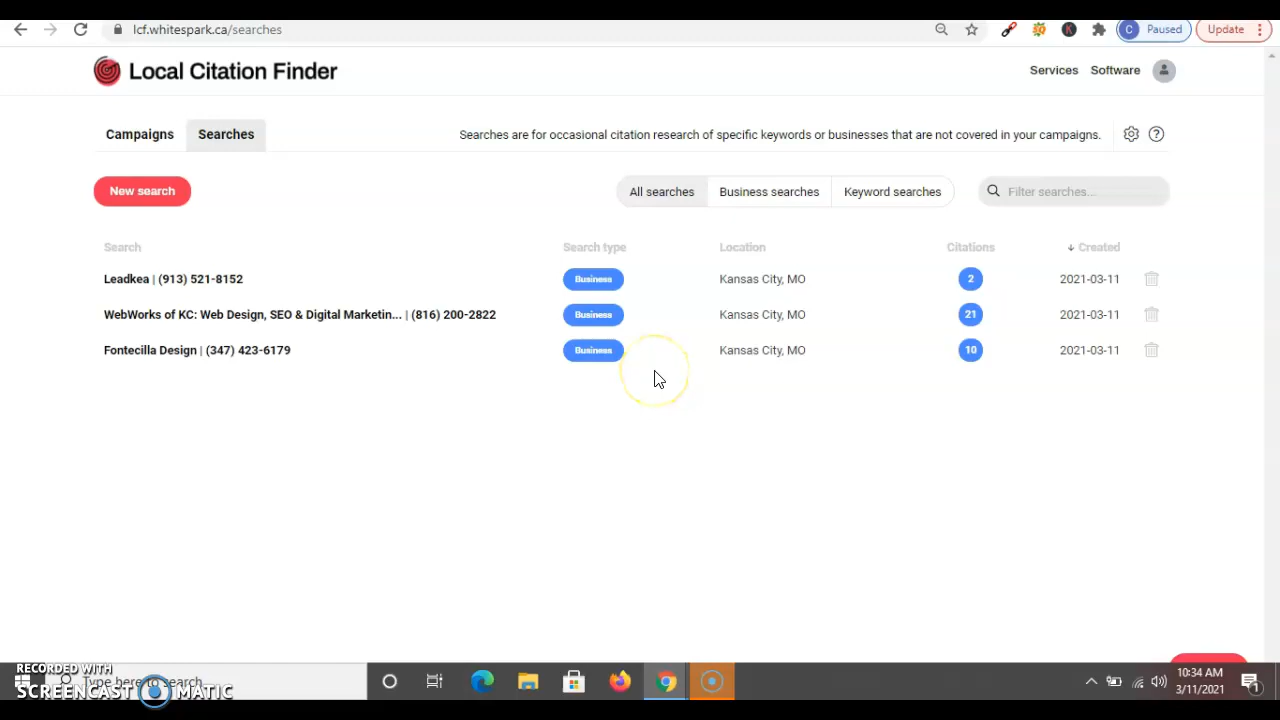 lcf.whitespark.ca/searches
C Paused
Update
Local Citation Finder
Services Software
Campaigns Searches
Searches are for occasional citation research of specific keywords or businesses that are not covered in your campaigns.
New search
All searches Business searches Keyword searches
Filter searches...
Search Search type Location Citations Created
Leadkea | (913) 521-8152 Business Kansas City, MO 2 2021-03-11
WebWorks of KC: Web Design, SEO & Digital Marketin... | (816) 200-2822 Business Kansas City, MO 21 2021-03-11
Fontecilla Design | (347) 423-6179 Business Kansas City, MO 10 2021-03-11
RECORDED WITH
Type here to search
SCREENCAST MATIC
10:34 AM
3/11/2021
1